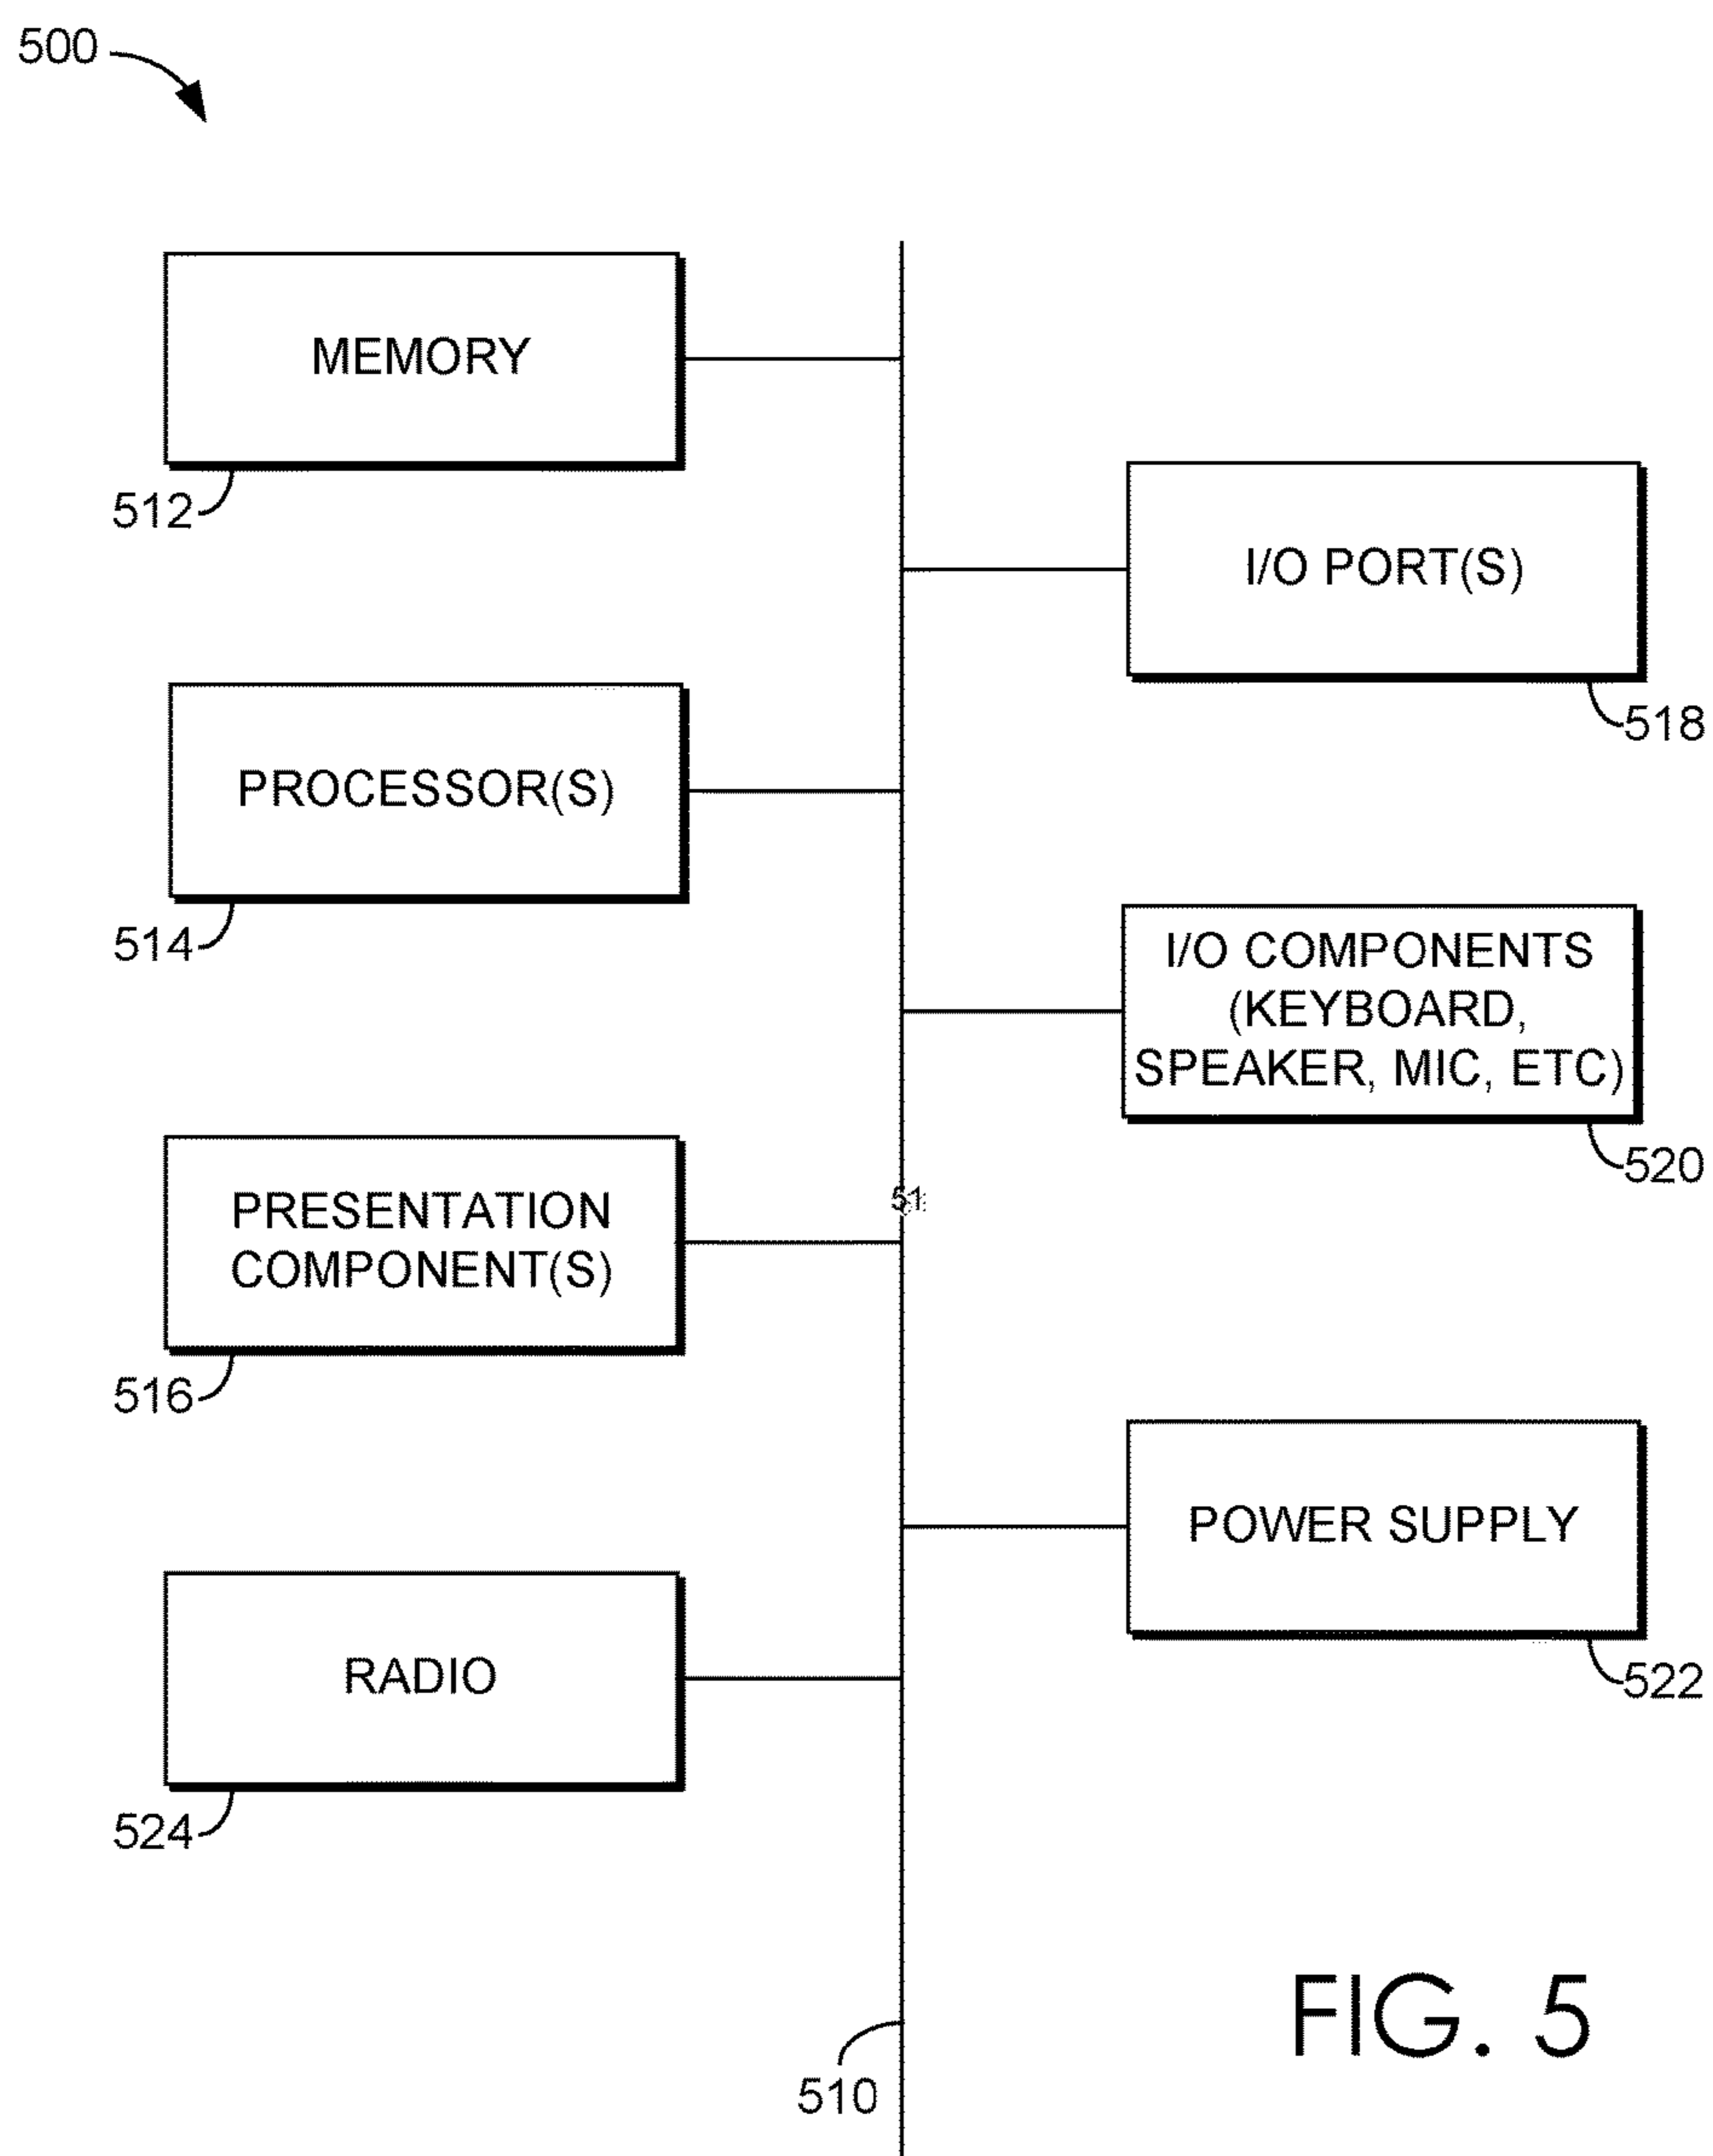 500
MEMORY
512
I/O PORT(S)
518
PROCESSOR(S)
514
I/O COMPONENTS
(KEYBOARD,
SPEAKER, MIC, ETC)
520
PRESENTATION
COMPONENT(S)
516
POWER SUPPLY
522
RADIO
524
510
FIG. 5